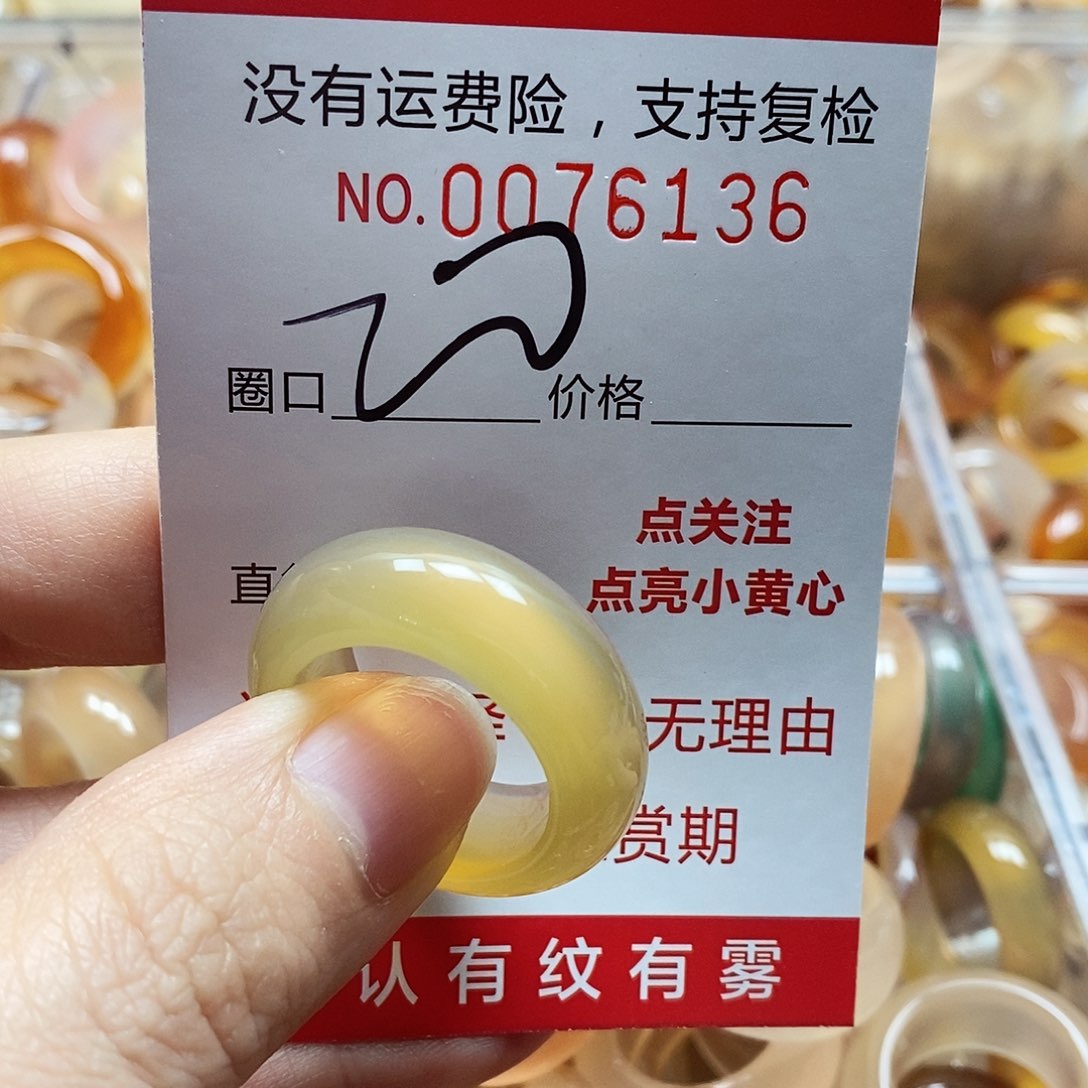 没有运费险，支持复检
NO.0076136
圈口 价格
点关注
直
点亮小黄心
无理由
赏期
认有纹有雾